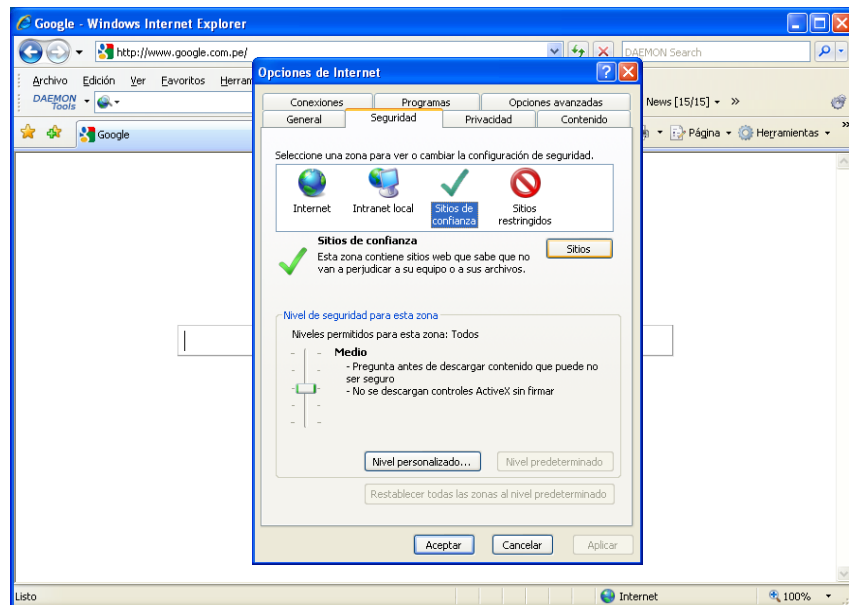 Google - Windows Internet Explorer
http://www.google.com.pe/
DAEMON Search
Archivo Edición Ver Favoritos
DAEMON Tools
News [15/15]
Google
Página Herramientas
Opciones de Internet
Conexiones Programas Opciones avanzadas
General Seguridad Privacidad Contenido
Seleccione una zona para ver o cambiar la configuración de seguridad.
Internet Intranet local Sitios de confianza Sitios restringidos
Sitios de confianza
Sitios
Esta zona contiene sitios web que sabe que no
van a perjudicar a su equipo o a sus archivos.
Nivel de seguridad para esta zona
Niveles permitidos para esta zona: Todos
Medio
- Pregunta antes de descargar contenido que puede no
ser seguro
- No se descargan controles ActiveX sin firmar
Nivel personalizado... Nivel predeterminado
Restablecer todas las zonas al nivel predeterminado
Aceptar Cancelar Aplicar
Listo Internet 100%